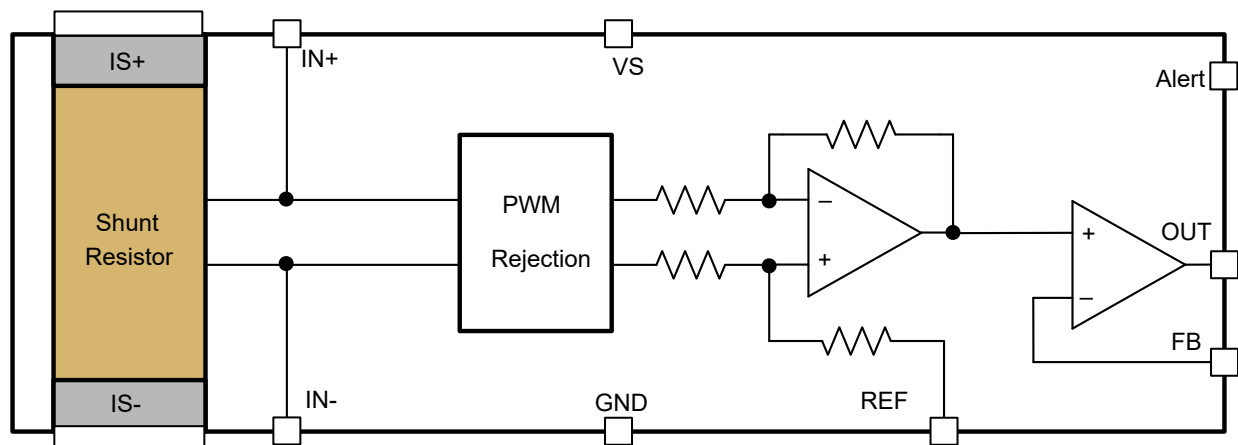 IS+
IN+
VS
Alert
Shunt
Resistor
PWM
Rejection
−
+
+
−
OUT
FB
IS-
IN-
GND
REF